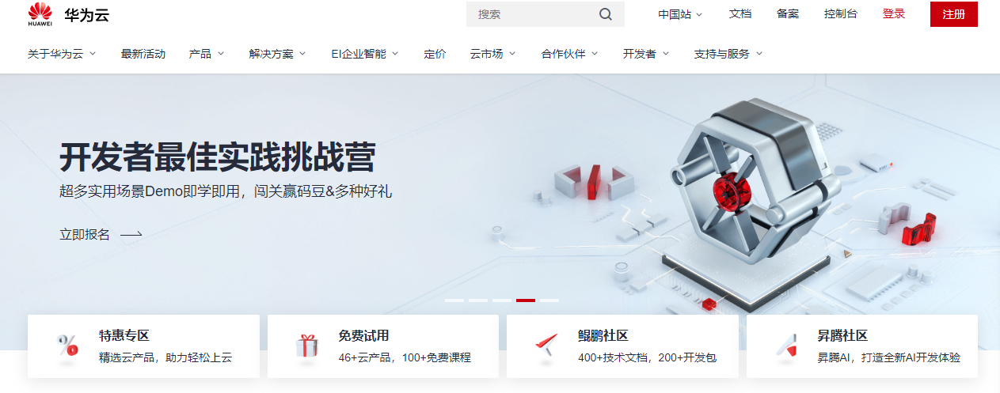 HUAWEI
华为云
搜索
中国站
文档
备案
控制台
登录
注册
关于华为云
最新活动
产品
解决方案
EI企业智能
定价
云市场
合作伙伴
开发者
支持与服务
开发者最佳实践挑战营
超多实用场景Demo即学即用，闯关赢码豆&多种好礼
立即报名
特惠专区
精选云产品，助力轻松上云
免费试用
46+云产品，100+免费课程
鲲鹏社区
400+技术文档，200+开发包
昇腾社区
昇腾AI，打造全新AI开发体验